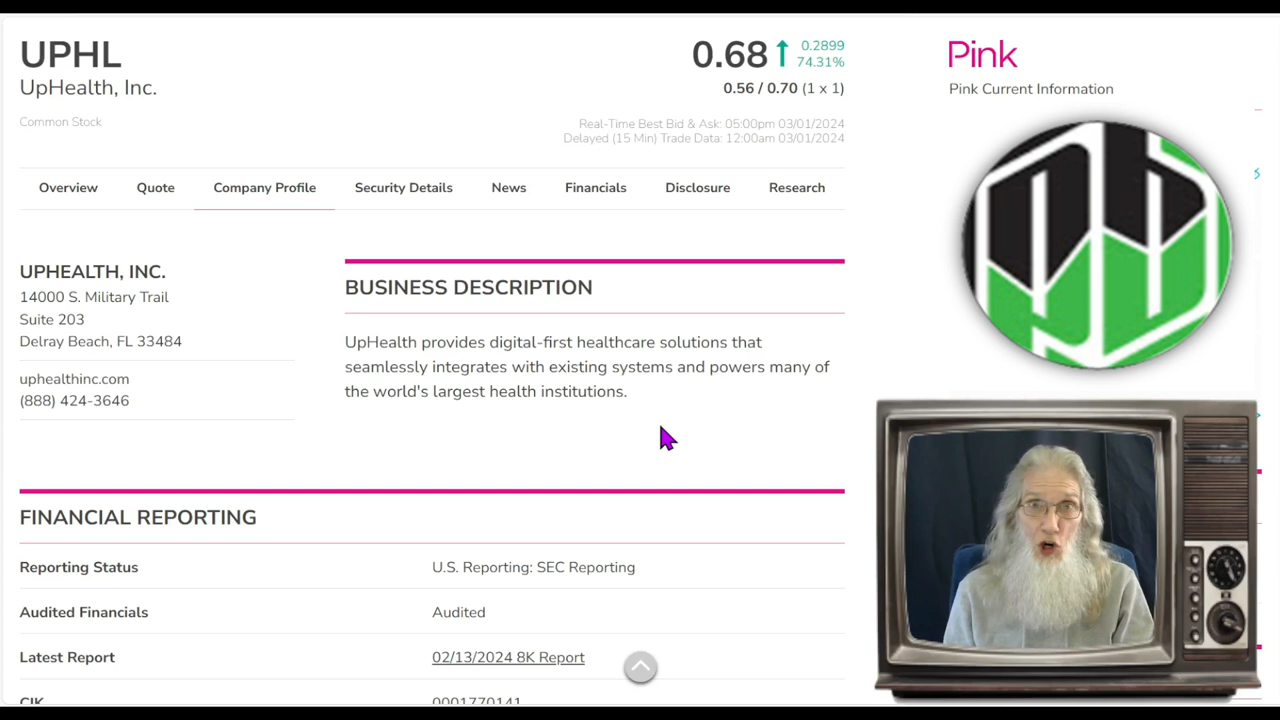 UPHL
UpHealth, Inc.
Common Stock
0.68
0.2899
74.31%
0.56 / 0.70 (1 x 1)
Real-Time Best Bid & Ask: 05:00pm 03/01/2024
Delayed (15 Min) Trade Data: 12:00am 03/01/2024
Pink
Pink Current Information
Overview
Quote
Company Profile
Security Details
News
Financials
Disclosure
Research
UPHEALTH, INC.
14000 S. Military Trail
Suite 203
Delray Beach, FL 33484
uphealthinc.com
(888) 424-3646
BUSINESS DESCRIPTION
UpHealth provides digital-first healthcare solutions that
seamlessly integrates with existing systems and powers many of
the world's largest health institutions.
FINANCIAL REPORTING
Reporting Status
U.S. Reporting: SEC Reporting
Audited Financials
Audited
Latest Report
02/13/2024 8K Report
CIK
0001770141